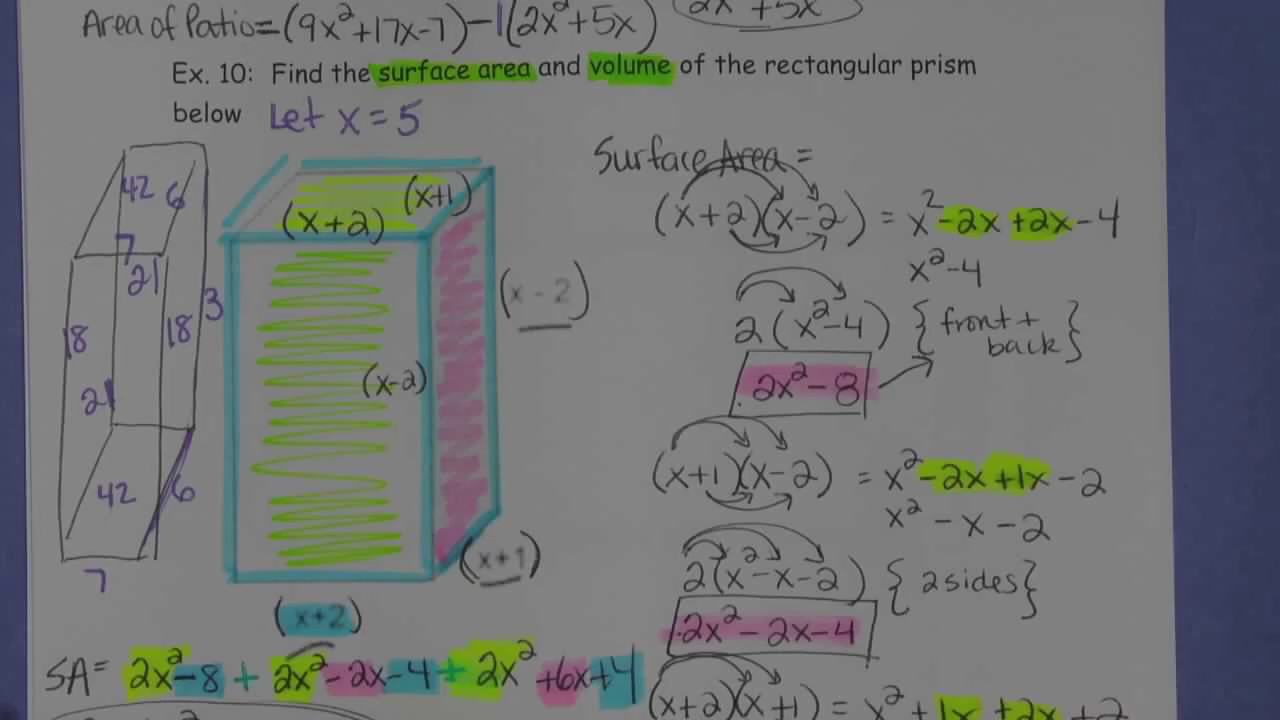 Area of Patio=(9x²+17x-7)-1(2x²+5x)
2x²+5x
Ex. 10: Find the surface area and volume of the rectangular prism
below Let x = 5
42 6
7
21
18
18
3
21
42
6
7
(x+1)
(x+2)
(x-2)
(x-2)
(x+1)
(x+2)
Surface Area =
(x+2)(x-2) = x²-2x+2x-4
x²-4
2(x²-4) {front + back}
2x²-8
(x+1)(x-2) = x²-2x+1x-2
x²-x-2
2(x²-x-2) {2sides}
2x²-2x-4
SA= 2x²-8 + 2x²-2x-4 + 2x²+6x+4
(x+2)(x+1) = x²+1x+2x+2